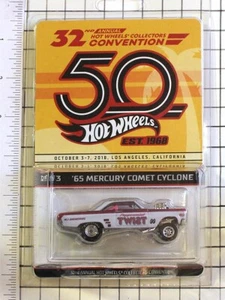 32ND ANNUAL
HOT WHEELS COLLECTORS
CONVENTION
50
Hot Wheels
EST. 1968
OCTOBER 3-7, 2018, LOS ANGELES, CALIFORNIA
'65 MERCURY COMET CYCLONE
TWIST